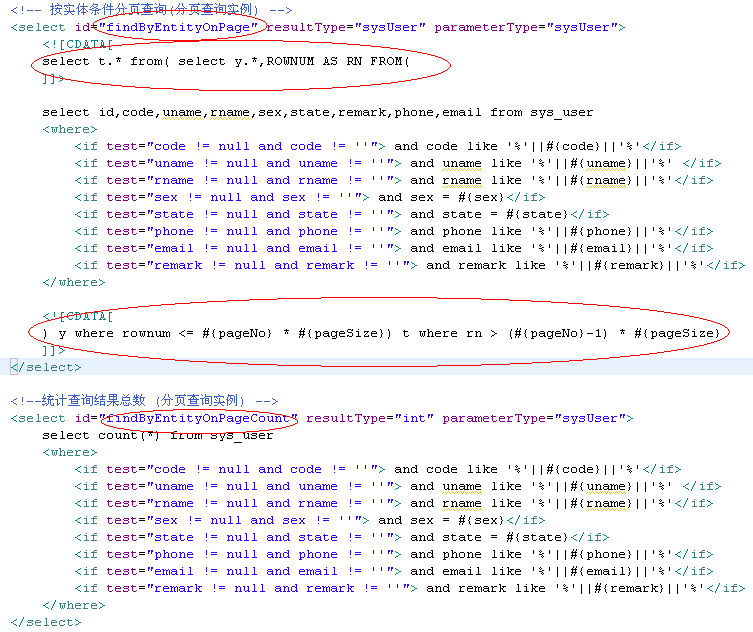 <!-- 按实体条件分页查询(分页查询实例) -->
<select id="findByEntityOnPage" resultType="sysUser" parameterType="sysUser">
<![CDATA[
select t.* from( select y.*,ROWNUM AS RN FROM(
]]>
select id,code,uname,rname,sex,state,remark,phone,email from sys_user
<where>
<if test="code != null and code != ''"> and code like '%'||#{code}||'%'</if>
<if test="uname != null and uname != ''"> and uname like '%'||#{uname}||'%' </if>
<if test="rname != null and rname != ''"> and rname like '%'||#{rname}||'%'</if>
<if test="sex != null and sex != ''"> and sex = #{sex}</if>
<if test="state != null and state != ''"> and state = #{state}</if>
<if test="phone != null and phone != ''"> and phone like '%'||#{phone}||'%'</if>
<if test="email != null and email != ''"> and email like '%'||#{email}||'%'</if>
<if test="remark != null and remark != ''"> and remark like '%'||#{remark}||'%'</if>
</where>
<![CDATA[
) y where rownum <= #{pageNo} * #{pageSize}) t where rn > (#{pageNo}-1) * #{pageSize}
]]>
</select>
<!--统计查询结果总数 (分页查询实例) -->
<select id="findByEntityOnPageCount" resultType="int" parameterType="sysUser">
select count(*) from sys_user
<where>
<if test="code != null and code != ''"> and code like '%'||#{code}||'%'</if>
<if test="uname != null and uname != ''"> and uname like '%'||#{uname}||'%' </if>
<if test="rname != null and rname != ''"> and rname like '%'||#{rname}||'%'</if>
<if test="sex != null and sex != ''"> and sex = #{sex}</if>
<if test="state != null and state != ''"> and state = #{state}</if>
<if test="phone != null and phone != ''"> and phone like '%'||#{phone}||'%'</if>
<if test="email != null and email != ''"> and email like '%'||#{email}||'%'</if>
<if test="remark != null and remark != ''"> and remark like '%'||#{remark}||'%'</if>
</where>
</select>